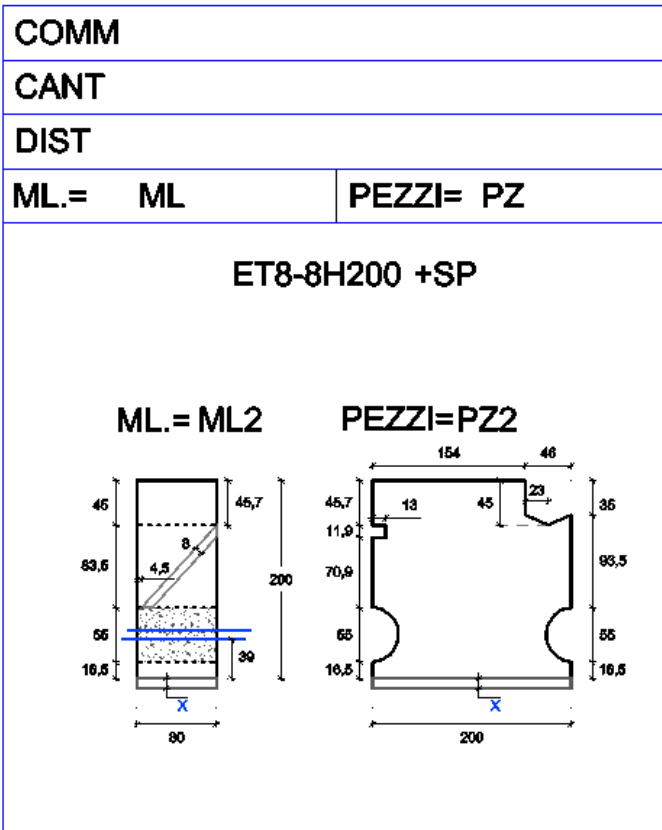 COMM
CANT
DIST
ML.= ML PEZZI= PZ
ET8-8H200 +SP
ML.= ML2 PEZZI=PZ2
154 46
23
45 45,7 45,7 13 45 35
11,9
8
83,5 4,5 200 70,9 93,5
55 55 55
39
16,5 16,5 16,5
X X
80 200